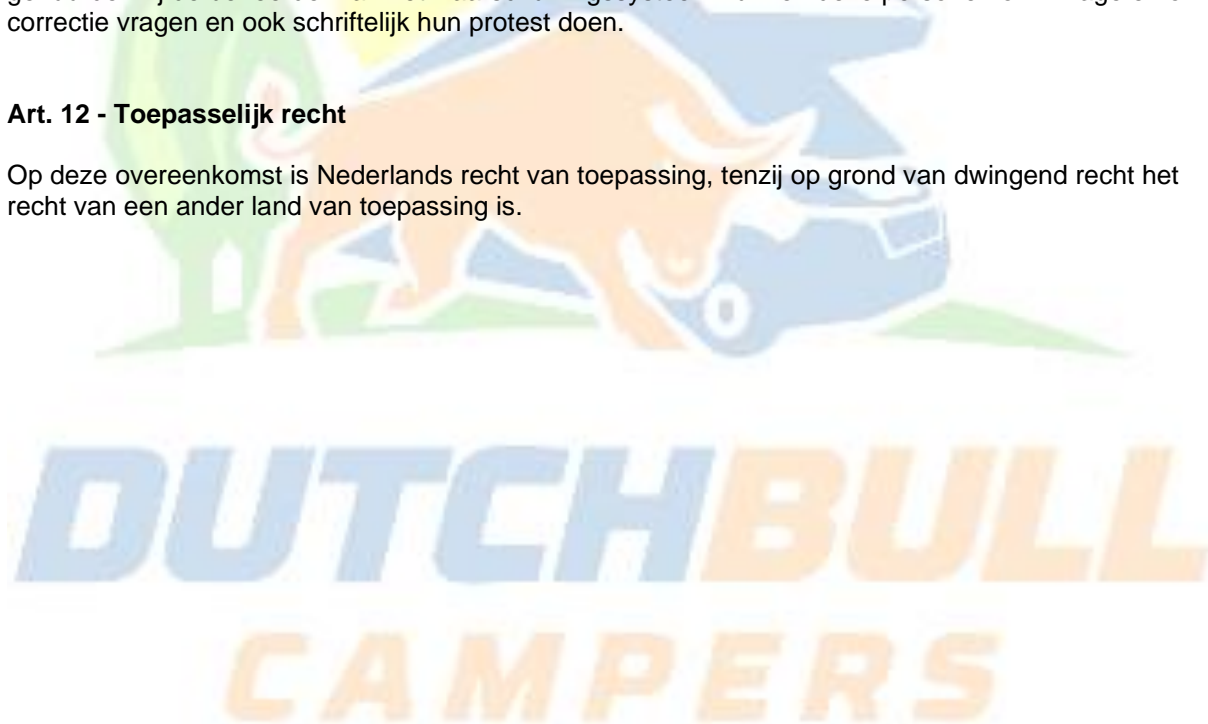 correctie vragen en ook schriftelijk hun protest doen.
Art. 12 - Toepasselijk recht
Op deze overeenkomst is Nederlands recht van toepassing, tenzij op grond van dwingend recht het
recht van een ander land van toepassing is.
DUTCHBULL
CAMPERS